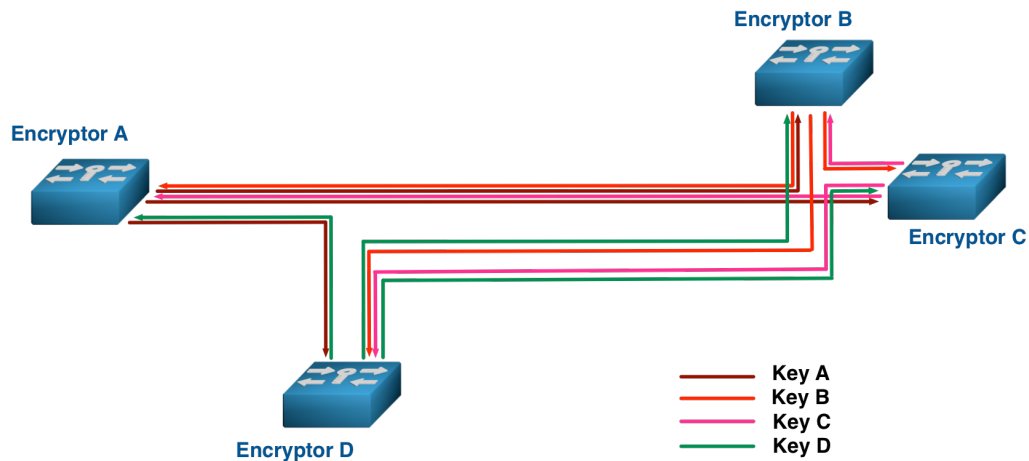 Encryptor B
Encryptor A
Encryptor C
Encryptor D
Key A
Key B
Key C
Key D